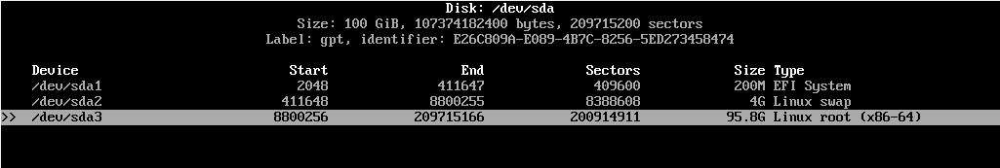 Disk: /dev/sda
Size: 100 GiB, 107374182400 bytes, 209715200 sectors
Label: gpt, identifier: E26C809A-E089-4B7C-8256-5ED273458474
Device Start End Sectors Size Type
/dev/sda1 2048 411647 409600 200M EFI System
/dev/sda2 411648 8800255 8388608 4G Linux swap
>> /dev/sda3 8800256 209715166 200914911 95.8G Linux root (x86-64)